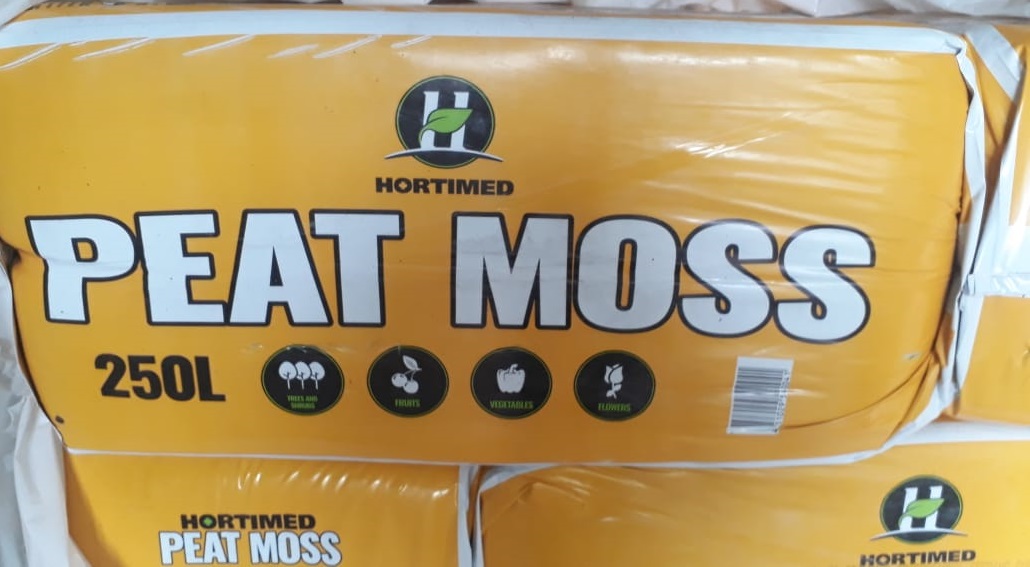 HORTIMED
PEAT MOSS
250L
TREES AND
SHRUBS
FRUITS
VEGETABLES
FLOWERS
HORTIMED
PEAT MOSS
HORTIMED